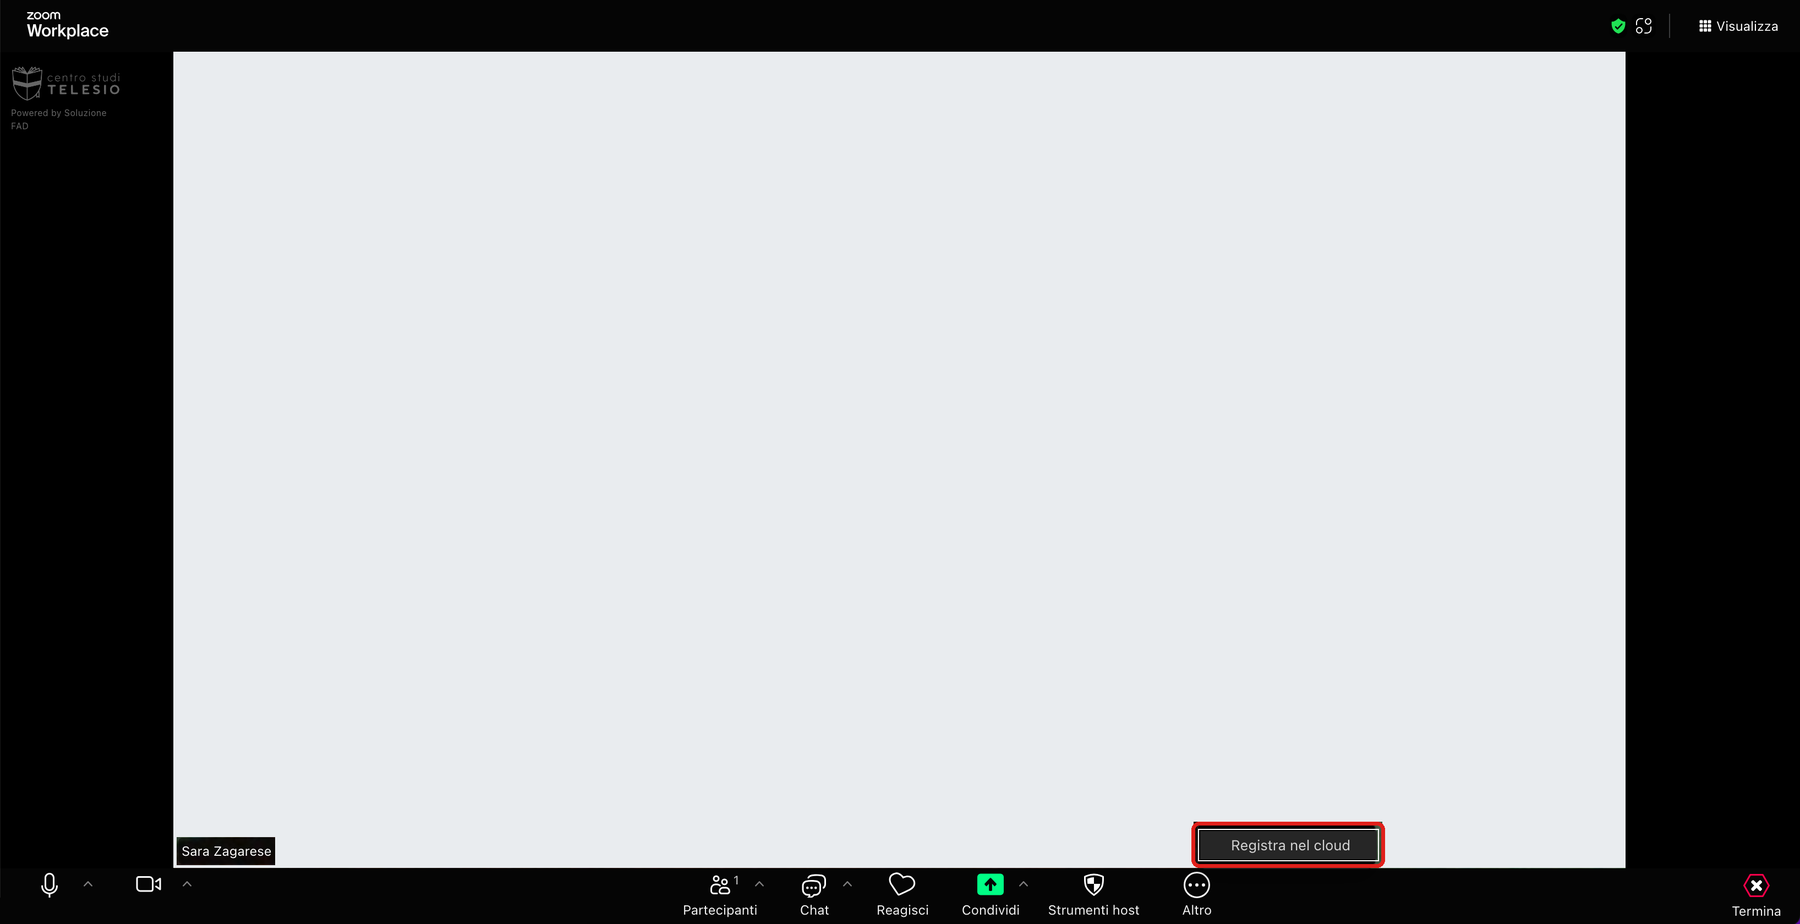 zoom
Workplace
Visualizza
centro studi
TELESIO
Powered by Soluzione
FAD
Sara Zagarese
Registra nel cloud
1
Partecipanti
Chat
Reagisci
Condividi
Strumenti host
Altro
Termina